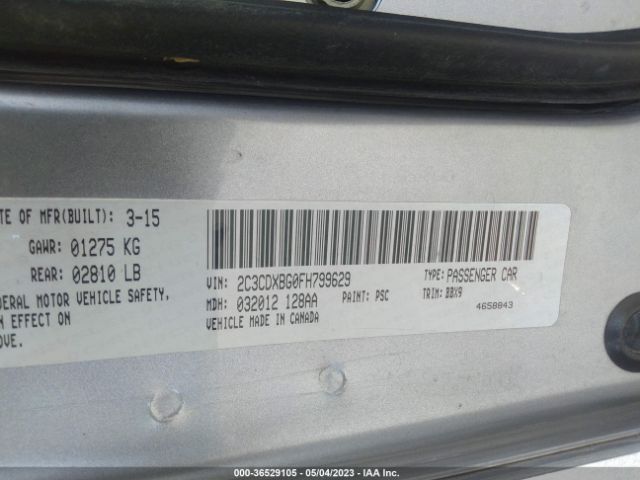 TE OF MFR(BUILT): 3-15
GAWR: 01275 KG
REAR: 02810 LB
DERAL MOTOR VEHICLE SAFETY,
N EFFECT ON
OVE.
VIN: 2C3CDXBG0FH799629 TYPE: PASSENGER CAR
MDH: 032012 128AA PAINT: PSC TRIM: BBX9
VEHICLE MADE IN CANADA 4658843
000-36529105 - 05/04/2023 - IAA Inc.